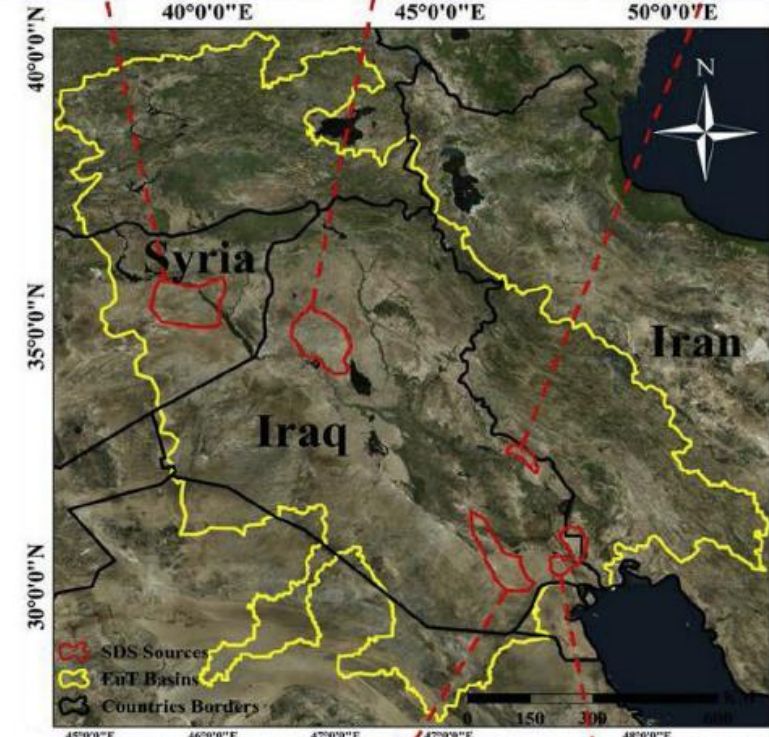 40°0'0"E 45°0'0"E 50°0'0"E
40°0'0"N
N
Syria
35°0'0"N
Iran
Iraq
30°0'0"N
SDS Sources
EuT Basins
Countries Borders
0 150 300 600